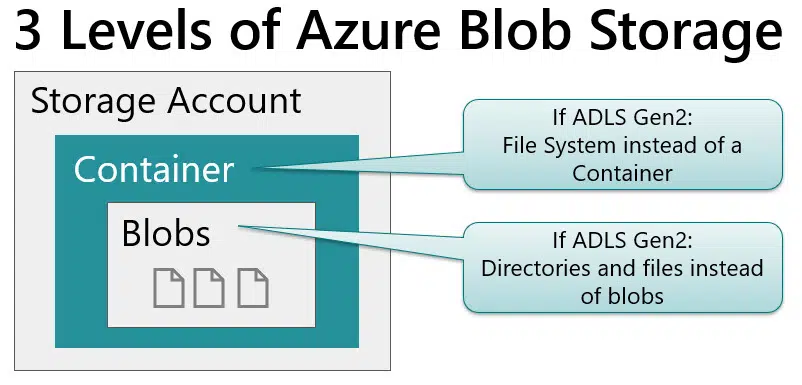 3 Levels of Azure Blob Storage
Storage Account
Container
Blobs
If ADLS Gen2:
File System instead of a
Container
If ADLS Gen2:
Directories and files instead
of blobs